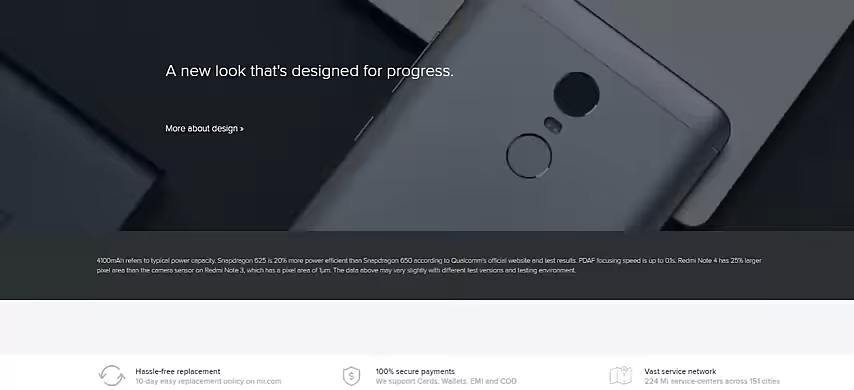 A new look that's designed for progress.
More about design »
4100mAh refers to typical power capacity. Snapdragon 625 is 20% more power efficient than Snapdragon 650 according to Qualcomm's official website and test results. PDAF focusing speed is up to 0.1s. Redmi Note 4 has 25% larger
pixel area than the camera sensor on Redmi Note 3, which has a pixel area of 1μm. The data above may vary slightly with different test versions and testing environment.
Hassle-free replacement
10-day easy replacement policy on mi.com
100% secure payments
We support Cards, Wallets, EMI and COD
Vast service network
224 Mi service-centers across 151 cities